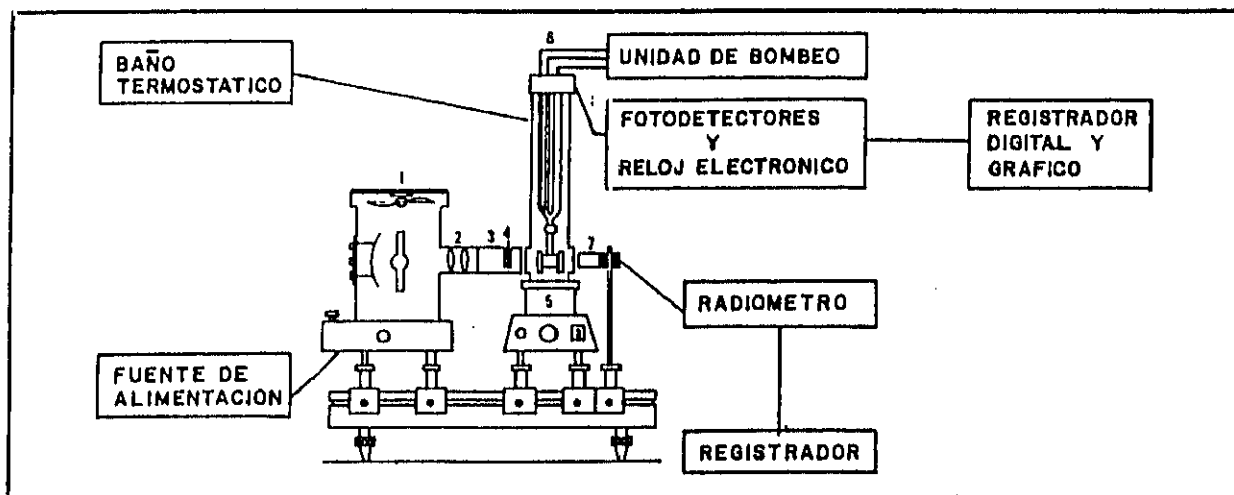 BAÑO
TERMOSTATICO
8
UNIDAD DE BOMBEO
FOTODETECTORES
Y
RELOJ ELECTRONICO
REGISTRADOR
DIGITAL Y
GRAFICO
1
2
3
4
7
5
RADIOMETRO
FUENTE DE
ALIMENTACION
REGISTRADOR